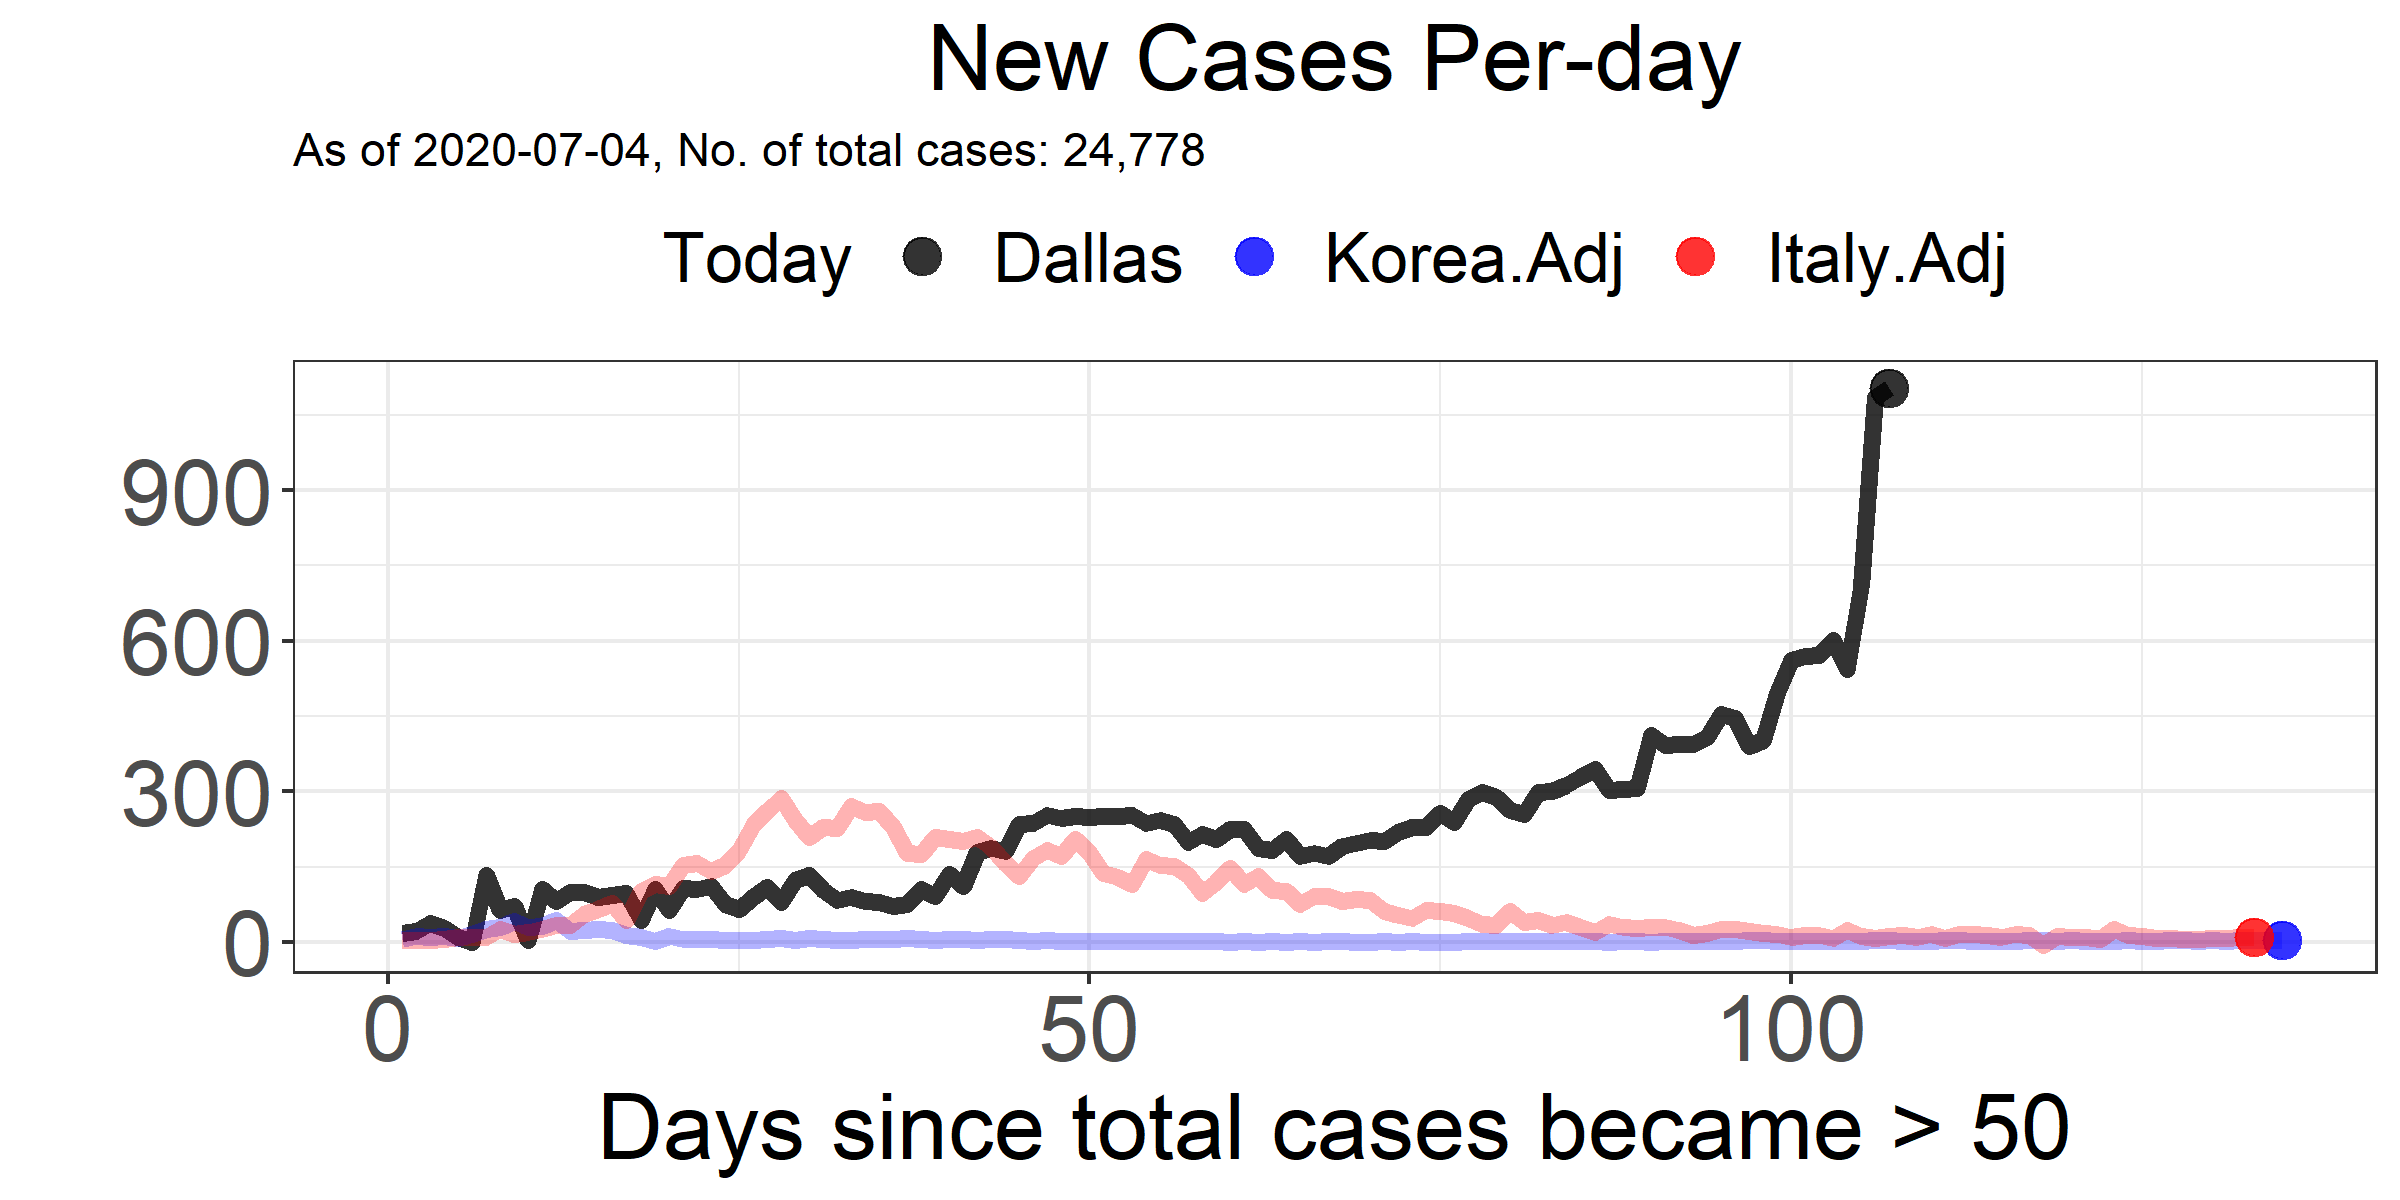 New Cases Per-day
As of 2020-07-04, No. of total cases: 24,778
Today Dallas Korea.Adj Italy.Adj
900
600
300
0
0 50 100
Days since total cases became > 50